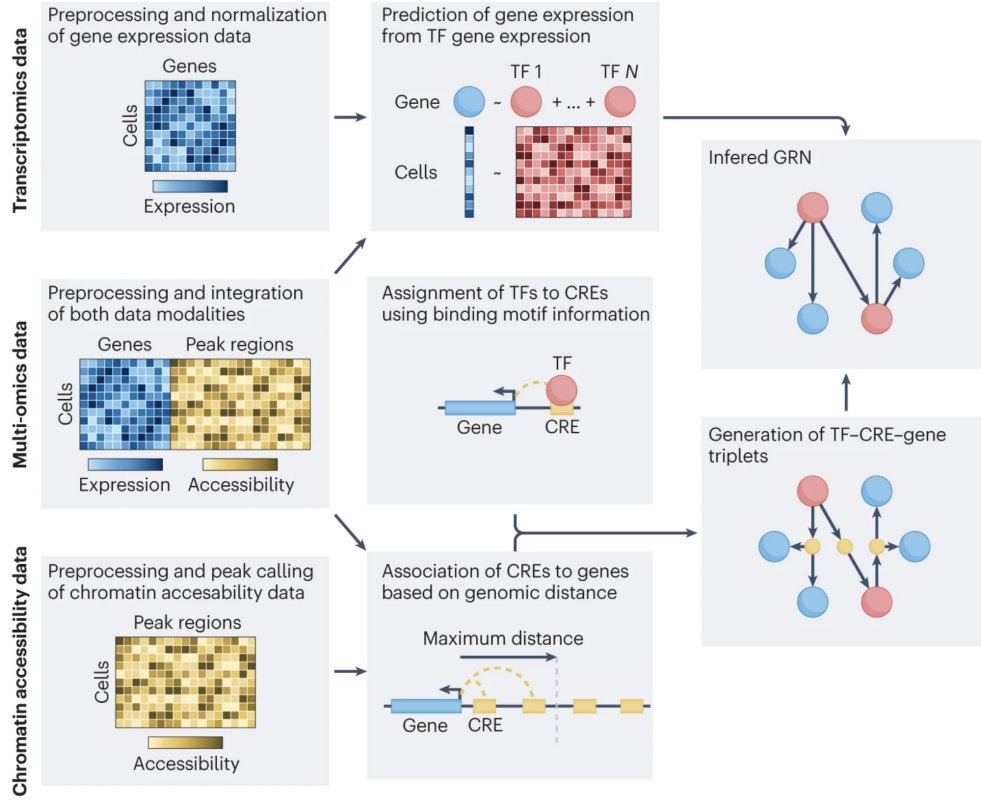 Transcriptomics data
Preprocessing and normalization
of gene expression data
Genes
Cells
Expression
Prediction of gene expression
from TF gene expression
TF 1
TF N
Gene ~ + ... +
Cells ~
Infered GRN
Multi-omics data
Preprocessing and integration
of both data modalities
Genes Peak regions
Cells
Expression Accessibility
Assignment of TFs to CREs
using binding motif information
TF
Gene CRE
Generation of TF–CRE–gene
triplets
Chromatin accessibility data
Preprocessing and peak calling
of chromatin accesability data
Peak regions
Cells
Accessibility
Association of CREs to genes
based on genomic distance
Maximum distance
Gene CRE